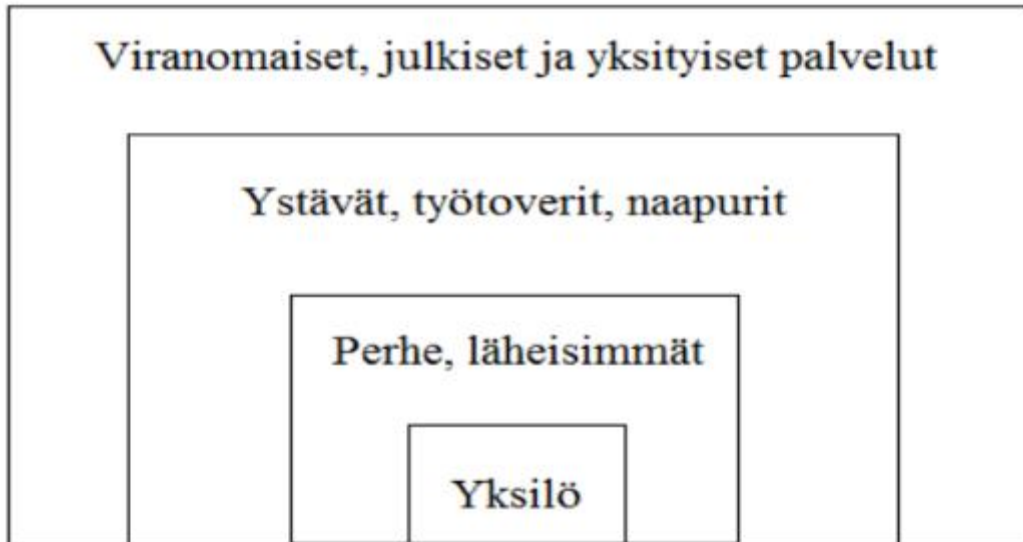 Viranomaiset, julkiset ja yksityiset palvelut
Ystävät, työtoverit, naapurit
Perhe, läheisimmät
Yksilö